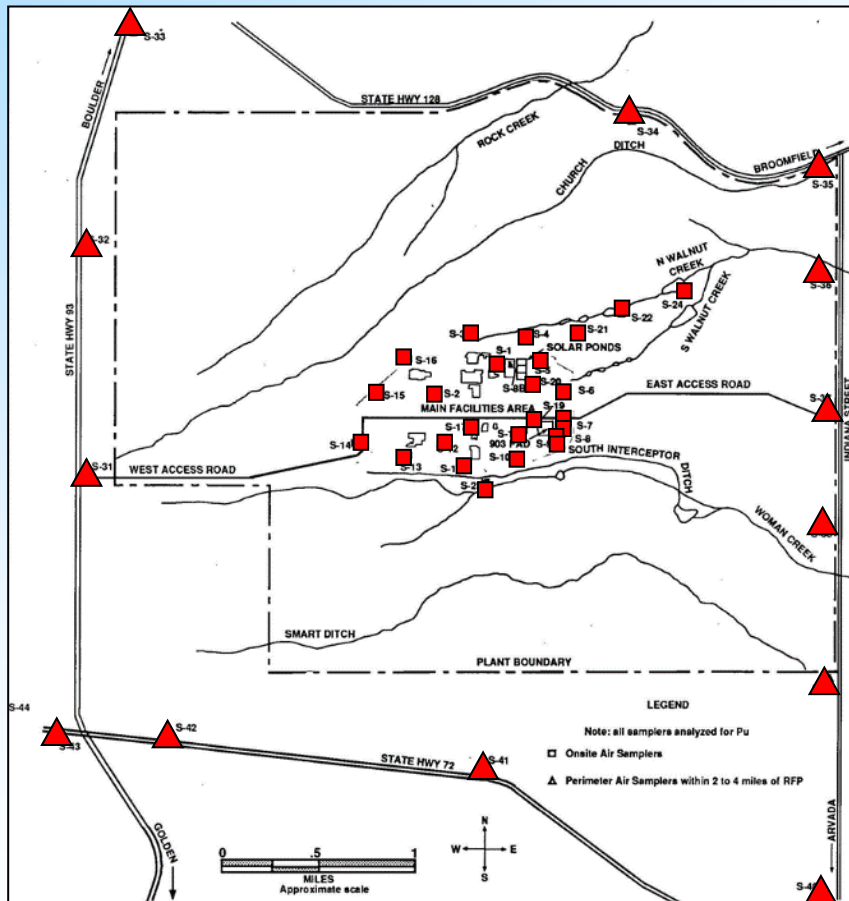 S-33
STATE HWY 128
BOULDER
ROCK CREEK
S-34
CHURCH
DITCH
BROOMFIELD
S-35
S-32
N WALNUT
CREEK
S-36
S-24
S WALNUT CREEK
STATE HWY 93
S-22
S-21
S-4
S-16
S-1
SOLAR PONDS
S-8B
S-20
S-15
S-2
S-6
EAST ACCESS ROAD
MAIN FACILITIES AREA
S-19
S-7
S-14
S-8
903 PAD
S-13
S-10
SOUTH INTERCEPTOR
DITCH
S-31
WEST ACCESS ROAD
INDIANA STREET
WOMAN CREEK
SMART DITCH
PLANT BOUNDARY
LEGEND
S-44
S-42
S-43
Note: all samplers analyzed for Pu
Onsite Air Samplers
STATE HWY 72
S-41
Perimeter Air Samplers within 2 to 4 miles of RFP
GOLDEN
N
W E
S
ARVADA
0 .5 1
MILES
Approximate scale